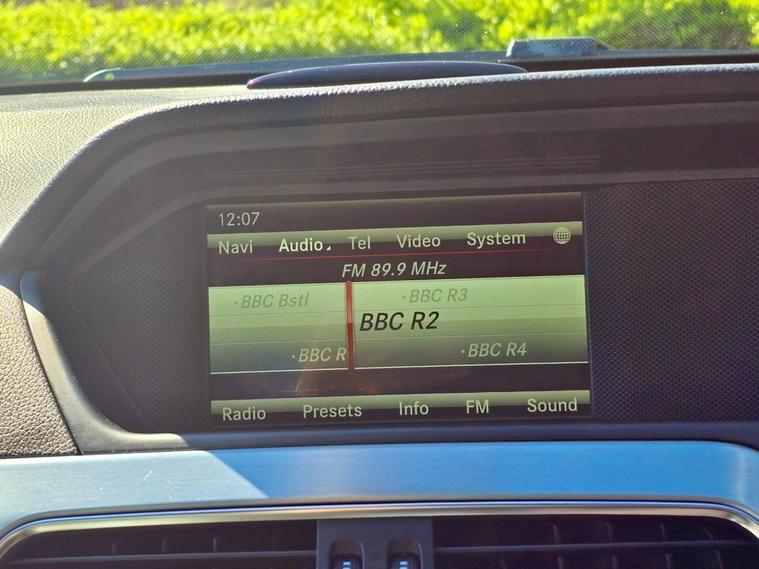 12:07
Navi Audio Tel Video System
FM 89.9 MHz
·BBC Bstl ·BBC R3
BBC R2
·BBC R ·BBC R4
Radio Presets Info FM Sound